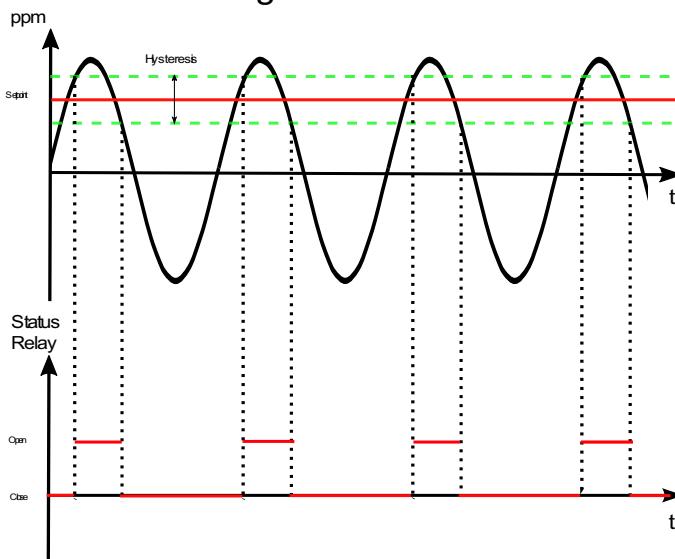 ppm
Hysteresis
Setpoint
t
Status
Relay
Open
Close
t